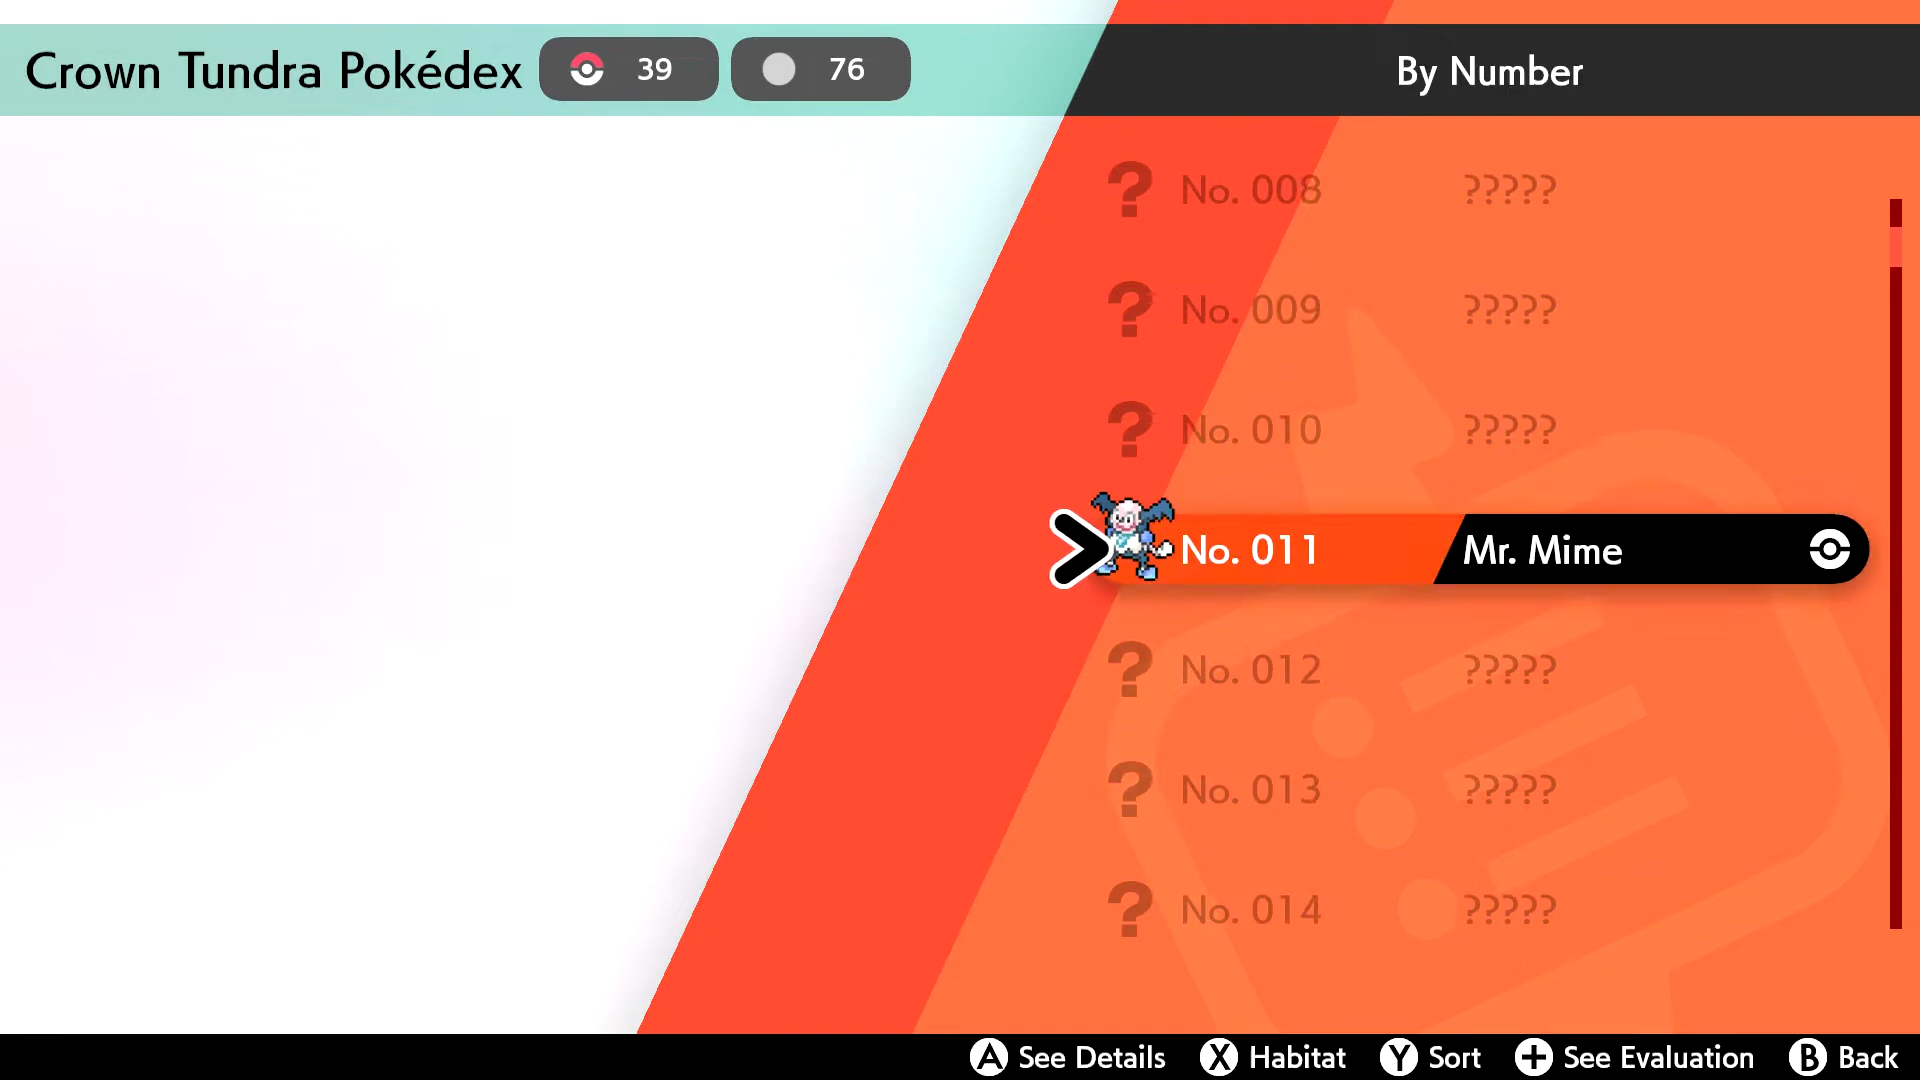 Crown Tundra Pokédex 39 76 By Number
? No. 008 ?????
? No. 009 ?????
? No. 010 ?????
No. 011 Mr. Mime
? No. 012 ?????
? No. 013 ?????
? No. 014 ?????
A See Details X Habitat Y Sort + See Evaluation B Back